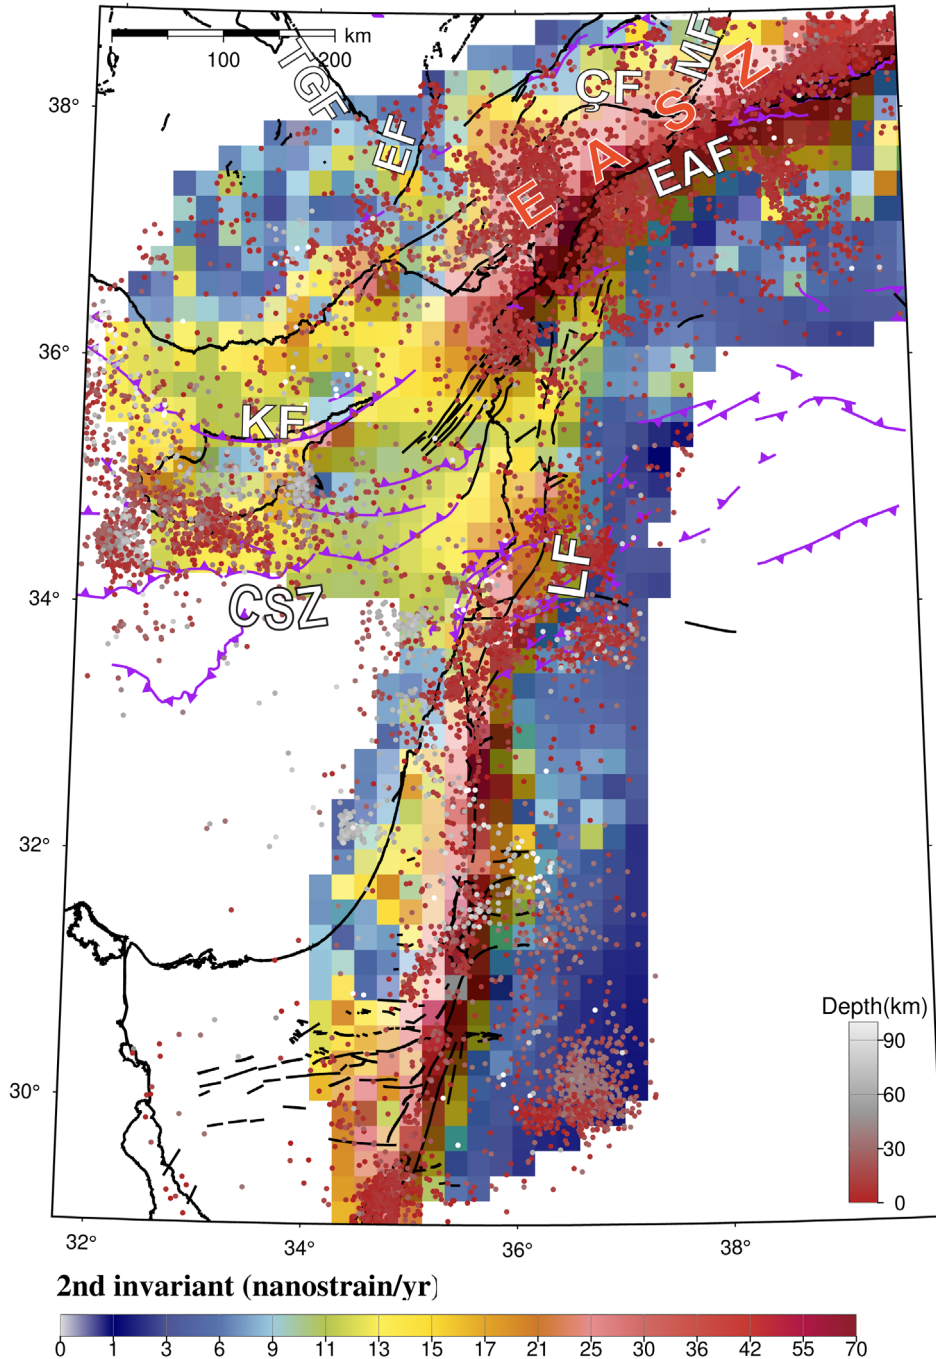 km
100 200
TGF
MF
ÇF
E A S Z
38°
EF
EAF
36°
KF
LF
34°
CSZ
32°
Depth(km)
90
60
30
0
30°
32° 34° 36° 38°
2nd invariant (nanostrain/yr)
0 1 3 6 9 11 13 15 17 21 25 30 36 42 55 70